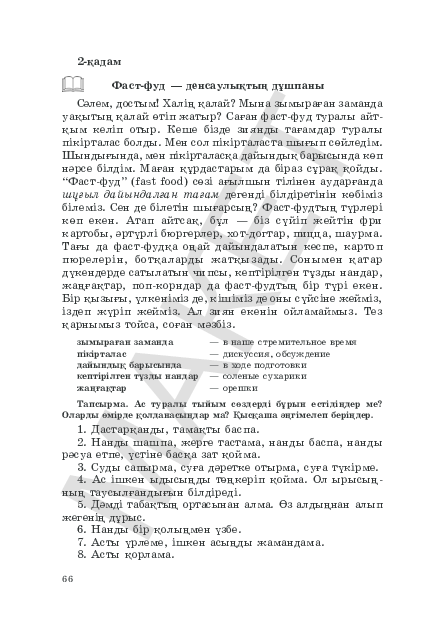 2-қадам
Фаст-фуд — денсаулықтың дұшпаны
Сәлем, достым! Халің қалай? Мына зымыраған заманда
уақытың қалай өтіп жатыр? Саған фаст-фуд туралы айт-
қым келіп отыр. Кеше бізде зиянды тағамдар туралы
пікірталас болды. Мен сол пікірталаста шығып сөйледім.
Шындығында, мен пікірталасқа дайындық барысында көп
нәрсе білдім. Маған құрдастарым да біраз сұрақ қойды.
“Фаст-фуд” (fast food) сөзі ағылшын тілінен аударғанда
шұғыл дайындалған тағам дегенді білдіретінін көбіміз
білеміз. Сен де білетін шығарсың? Фаст-фудтың түрлері
көп екен. Атап айтсақ, бұл — біз сүйіп жейтін фри
картобы, әртүрлі бюргерлер, хот-догтар, пицца, шаурма.
Тағы да фаст-фудқа оңай дайындалатын кеспе, картоп
пюрелерін, ботқаларды жатқызады. Сонымен қатар
дүкендерде сатылатын чипсы, кептірілген тұзды нандар,
жаңғақтар, поп-корндар да фаст-фудтың бір түрі екен.
Бір қызығы, үлкеніміз де, кішіміз де оны сүйсіне жейміз,
іздеп жүріп жейміз. Ал зиян екенін ойламаймыз. Тез
қарнымыз тойса, соған мәзбіз.
зымыраған заманда — в наше стремительное время
пікірталас — дискуссия, обсуждение
дайындық барысында — в ходе подготовки
кептірілген тұзды нандар — соленые сухарики
жаңғақтар — орешки
Тапсырма. Ас туралы тыйым сөздерді бұрын естідіңдер ме?
Оларды өмірде қолданасыңдар ма? Қысқаша әңгімелеп беріңдер.
1. Дастарқанды, тамақты баспа.
2. Нанды шашпа, жерге тастама, нанды баспа, нанды
рәсуа етпе, үстіне басқа зат қойма.
3. Суды сапырма, суға дәретке отырма, суға түкірме.
4. Ас ішкен ыдысыңды төңкеріп қойма. Ол ырысың-
ның таусылғандығын білдіреді.
5. Дәмді табақтың ортасынан алма. Өз алдыңнан алып
жегенің дұрыс.
6. Нанды бір қолыңмен үзбе.
7. Асты үрлеме, ішкен асыңды жамандама.
8. Асты қорлама.
66
МАКЕТ